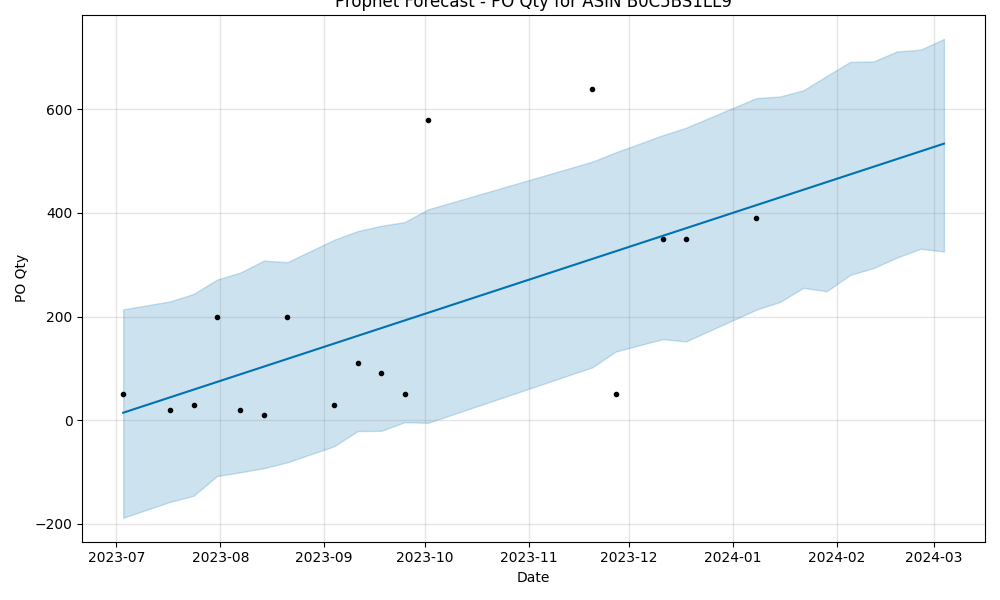 Prophet Forecast - PO Qty for ASIN B0C5BS1LL9
600
400
200
0
−200
PO Qty
2023-07 2023-08 2023-09 2023-10 2023-11 2023-12 2024-01 2024-02 2024-03
Date